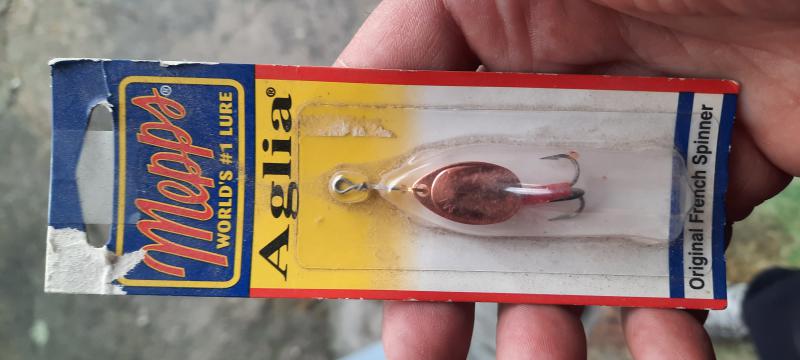 Mepps®
WORLD'S #1 LURE
Aglia®
Original French Spinner